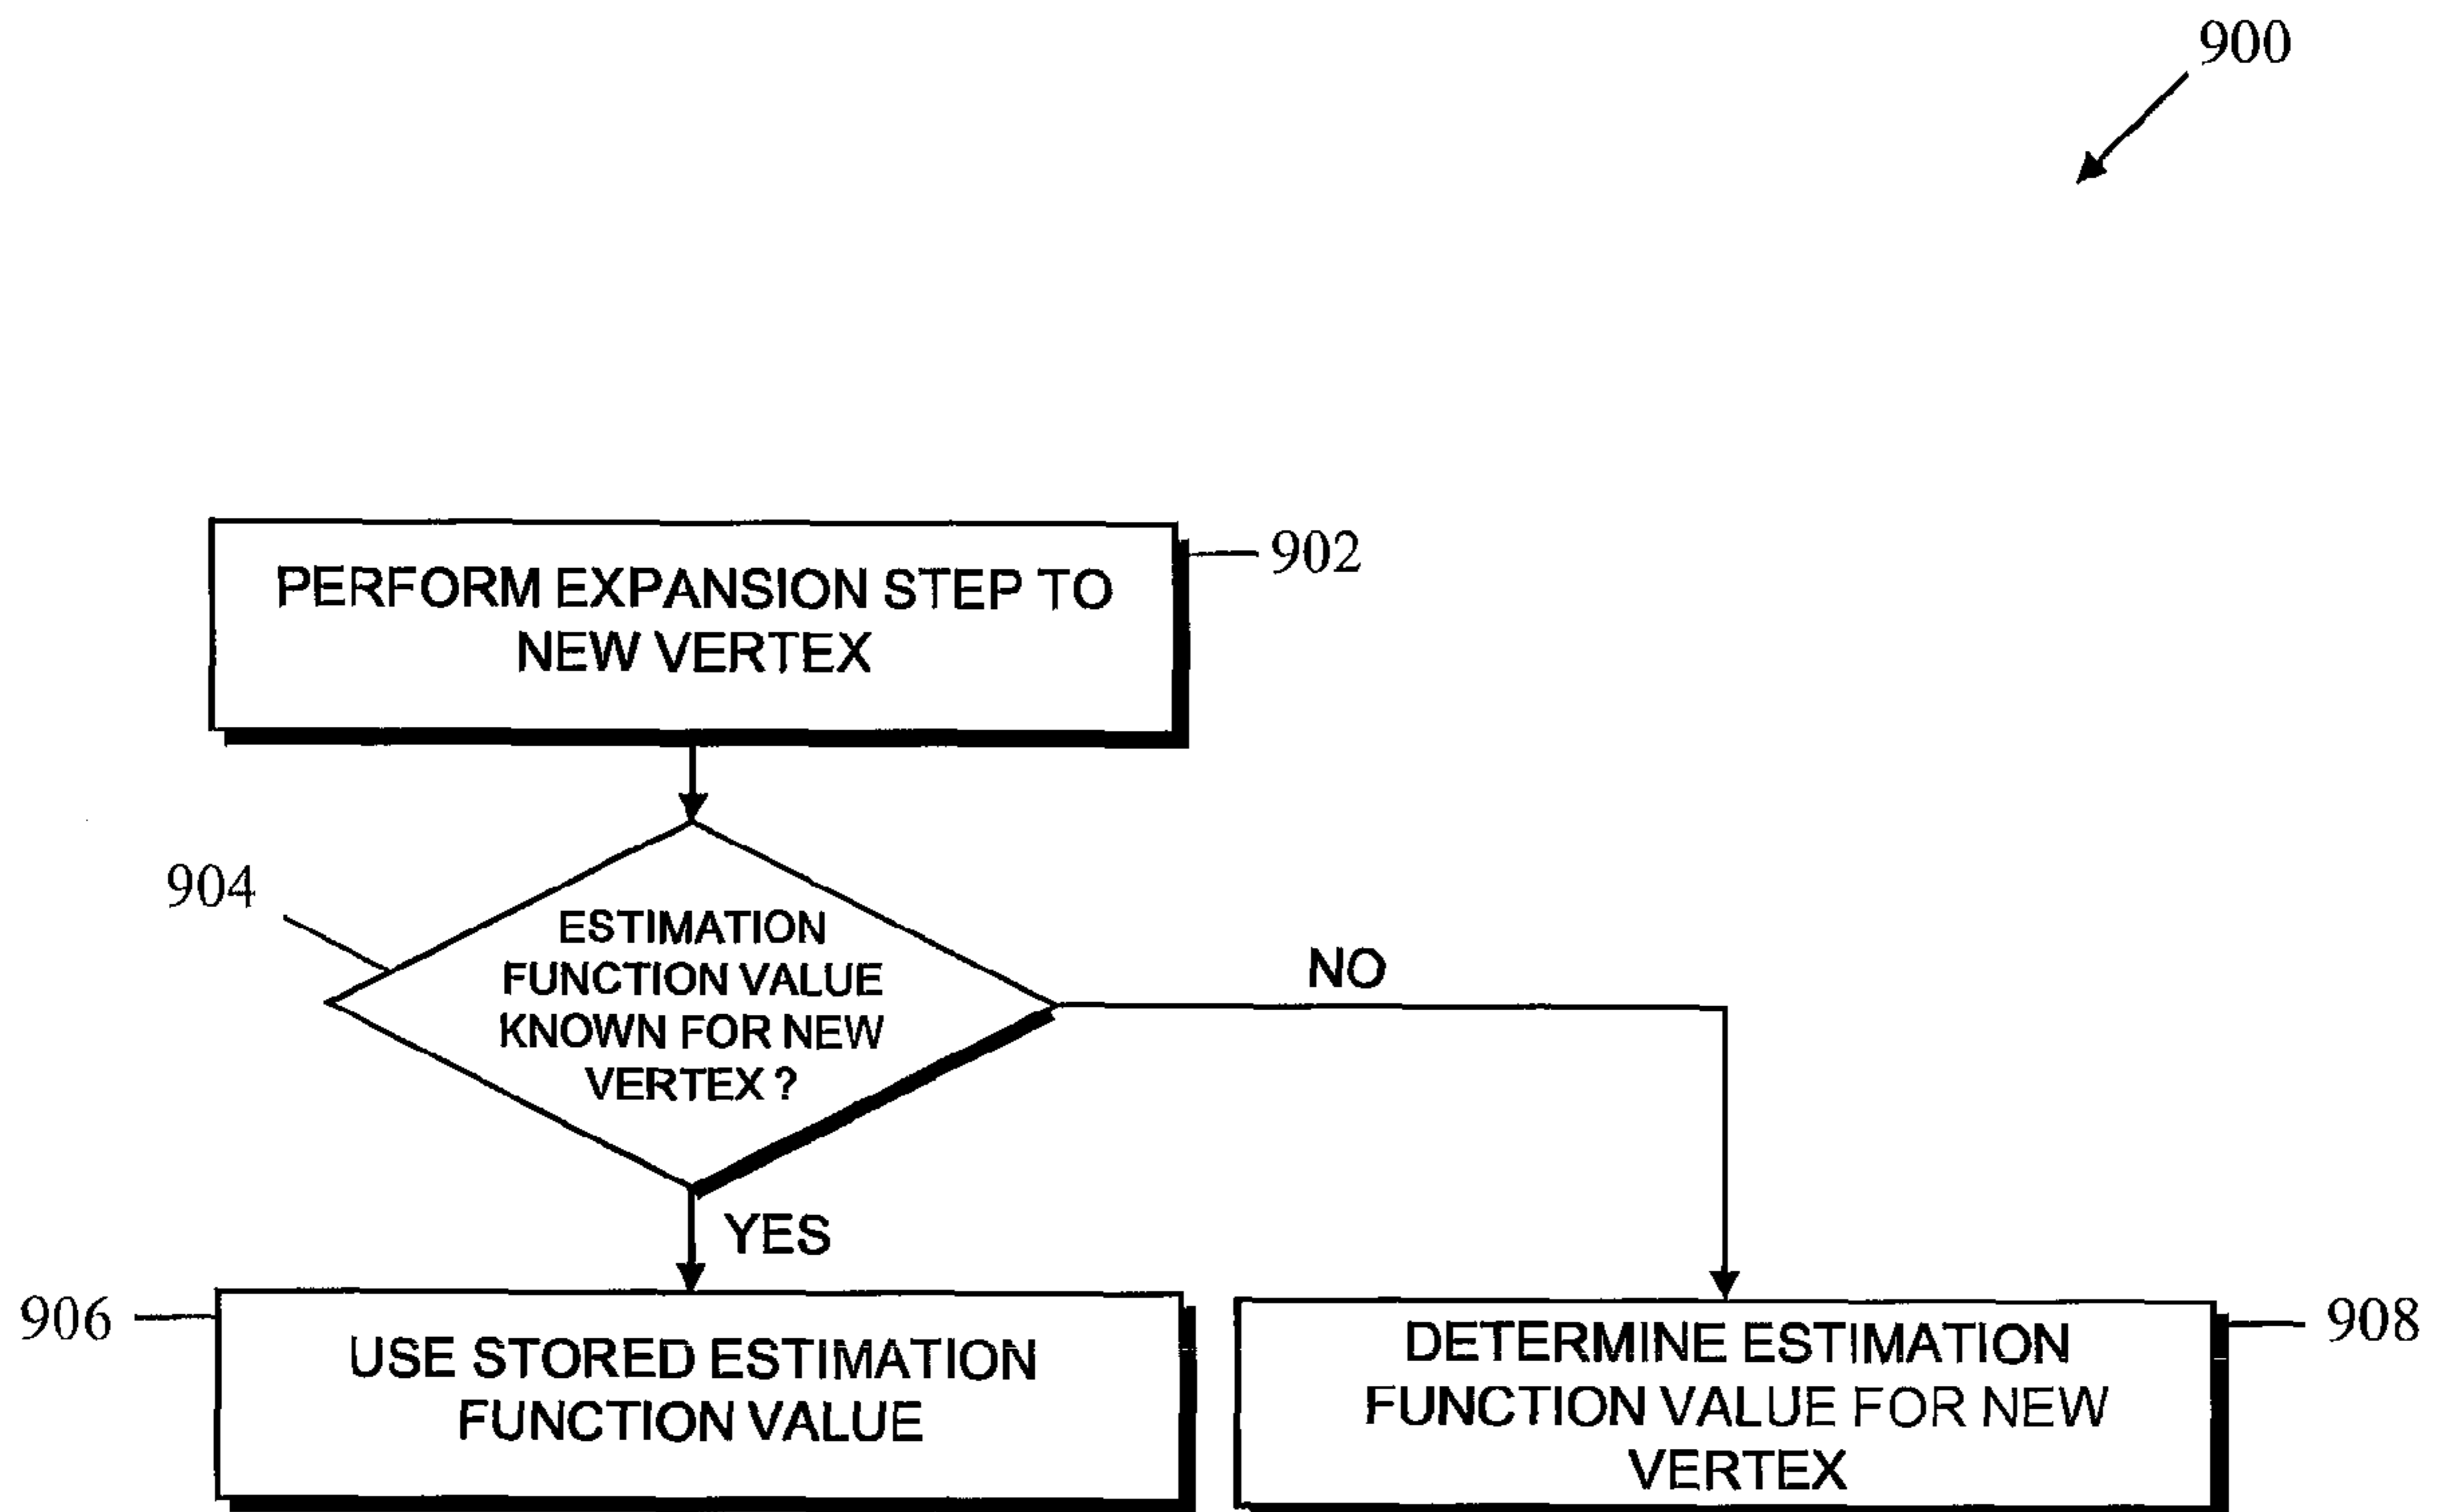 900
PERFORM EXPANSION STEP TO
NEW VERTEX
902
904
ESTIMATION
FUNCTION VALUE
KNOWN FOR NEW
VERTEX ?
NO
YES
906
USE STORED ESTIMATION
FUNCTION VALUE
DETERMINE ESTIMATION
FUNCTION VALUE FOR NEW
VERTEX
908